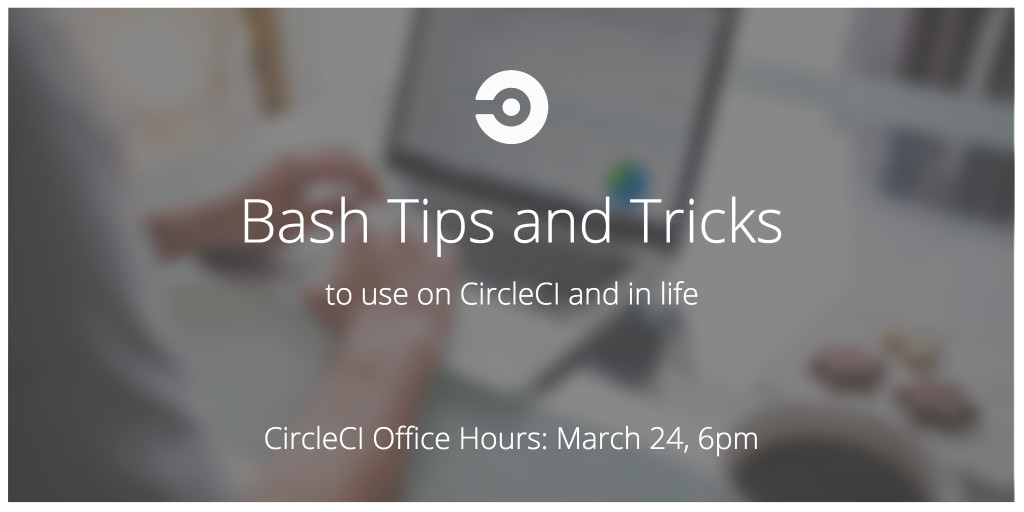 Bash Tips and Tricks
to use on CircleCI and in life
CircleCI Office Hours: March 24, 6pm